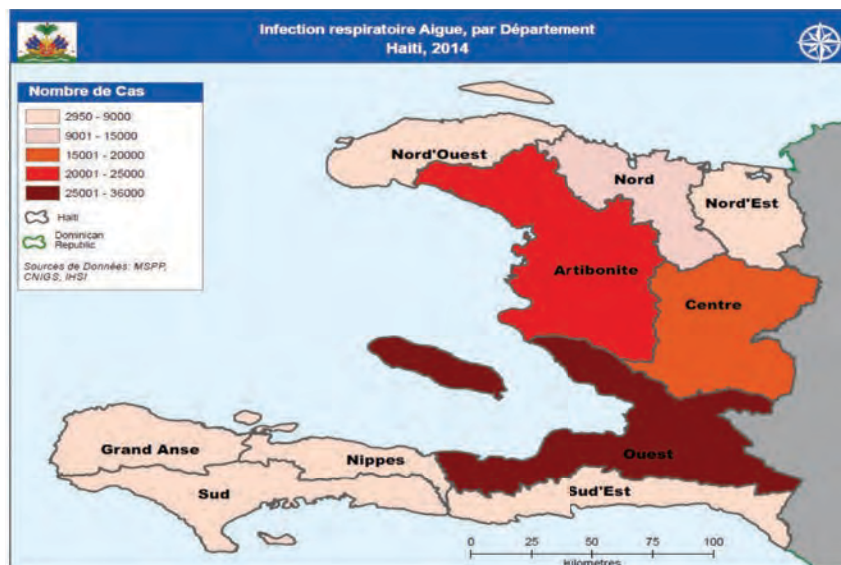 Infection respiratoire Aigue, par Département
Haiti, 2014
Nombre de Cas
2950 - 9000
9001 - 15000
15001 - 20000
20001 - 25000
25001 - 36000
Haiti
Dominican
Republic
Sources de Données: MSPP,
CNIGS, IHSI
Nord'Ouest
Nord
Nord'Est
Artibonite
Centre
Grand Anse
Nippes
Ouest
Sud
Sud'Est
0 25 50 75 100
kilometres